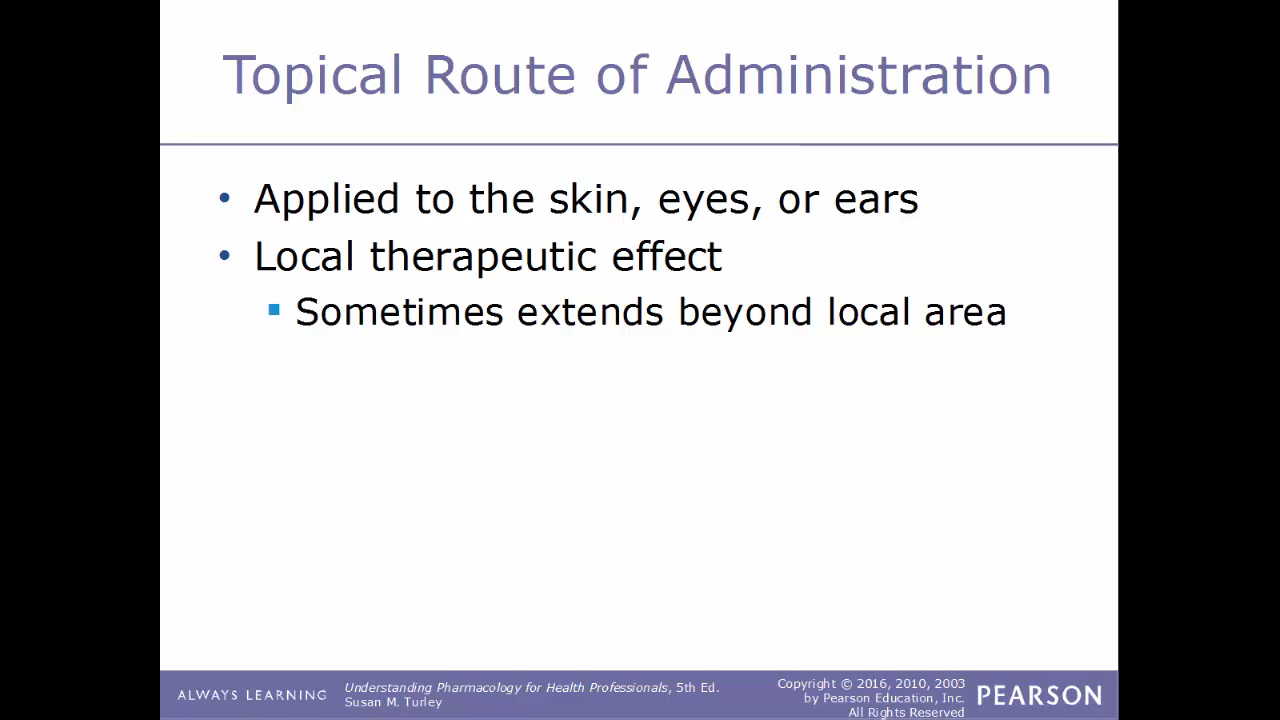 Topical Route of Administration
• Applied to the skin, eyes, or ears
• Local therapeutic effect
▪ Sometimes extends beyond local area
ALWAYS LEARNING
Understanding Pharmacology for Health Professionals, 5th Ed.
Susan M. Turley
Copyright © 2016, 2010, 2003
by Pearson Education, Inc.
All Rights Reserved
PEARSON